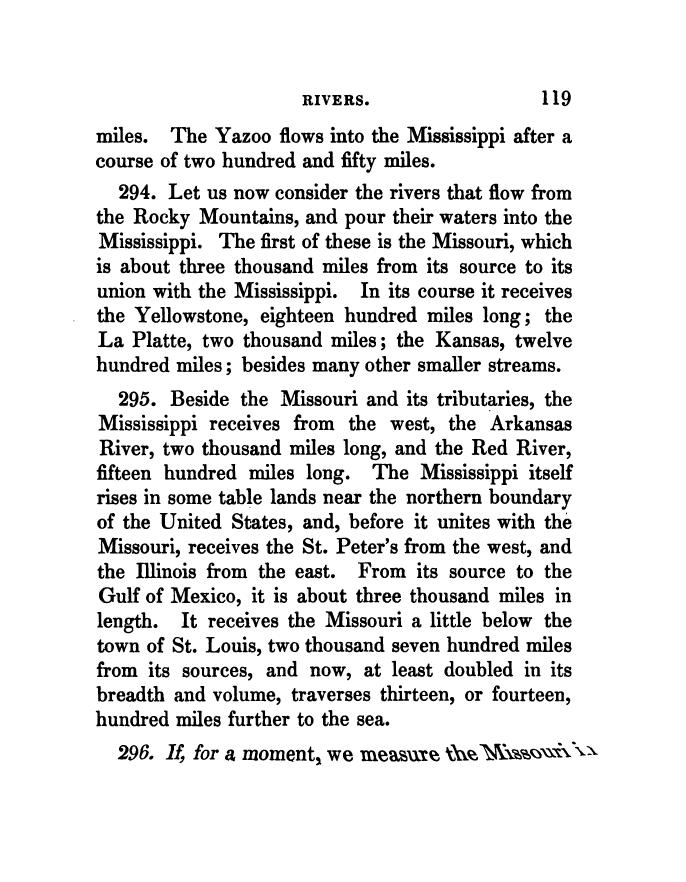 RIVERS. 119
miles. The Yazoo flows into the Mississippi after a
course of two hundred and fifty miles.
294. Let us now consider the rivers that flow from
the Rocky Mountains, and pour their waters into the
Mississippi. The first of these is the Missouri, which
is about three thousand miles from its source to its
union with the Mississippi. In its course it receives
the Yellowstone, eighteen hundred miles long; the
La Platte, two thousand miles; the Kansas, twelve
hundred miles; besides many other smaller streams.
295. Beside the Missouri and its tributaries, the
Mississippi receives from the west, the Arkansas
River, two thousand miles long, and the Red River,
fifteen hundred miles long. The Mississippi itself
rises in some table lands near the northern boundary
of the United States, and, before it unites with the
Missouri, receives the St. Peter's from the west, and
the Illinois from the east. From its source to the
Gulf of Mexico, it is about three thousand miles in
length. It receives the Missouri a little below the
town of St. Louis, two thousand seven hundred miles
from its sources, and now, at least doubled in its
breadth and volume, traverses thirteen, or fourteen,
hundred miles further to the sea.
296. If, for a moment, we measure the Missouri in